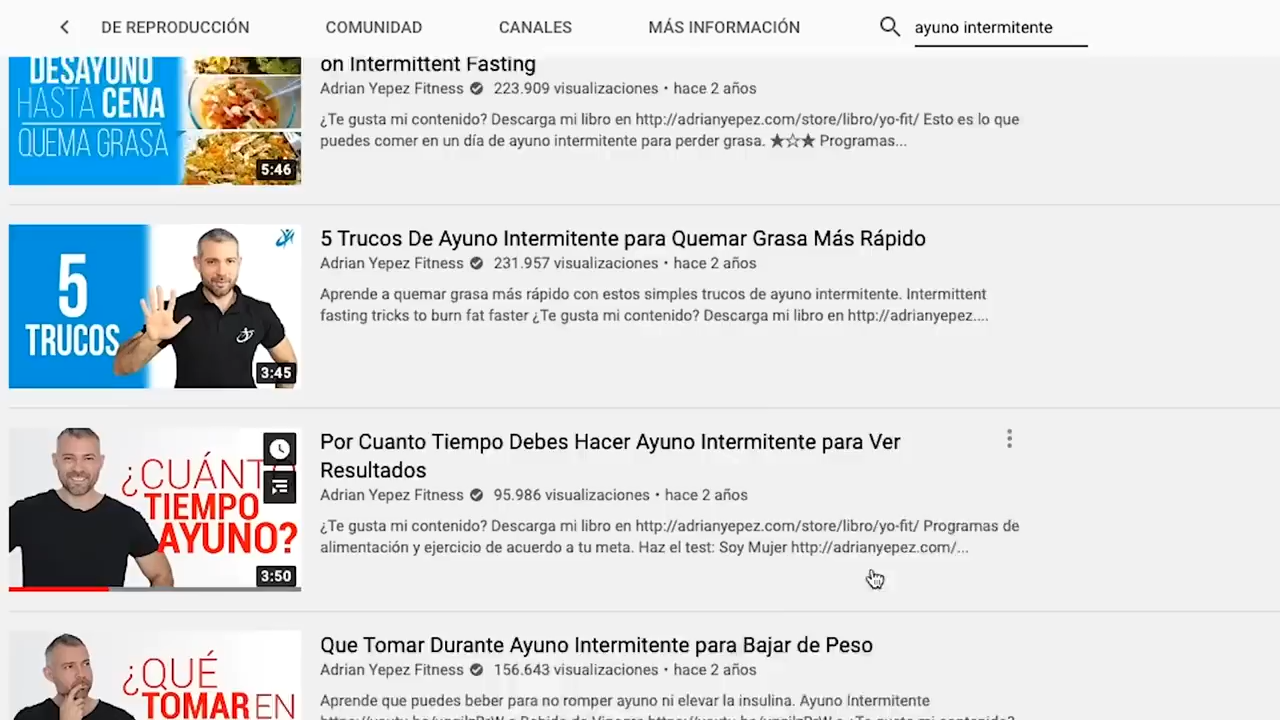 DE REPRODUCCIÓN
COMUNIDAD
CANALES
MÁS INFORMACIÓN
ayuno intermitente
DESAYUNO
HASTA CENA
QUEMA GRASA
5:46
on Intermittent Fasting
Adrian Yepez Fitness 223.909 visualizaciones • hace 2 años
¿Te gusta mi contenido? Descarga mi libro en http://adrianyepez.com/store/libro/yo-fit/ Esto es lo que
puedes comer en un día de ayuno intermitente para perder grasa. ★☆★ Programas...
5
TRUCOS
3:45
5 Trucos De Ayuno Intermitente para Quemar Grasa Más Rápido
Adrian Yepez Fitness 231.957 visualizaciones • hace 2 años
Aprende a quemar grasa más rápido con estos simples trucos de ayuno intermitente. Intermittent
fasting tricks to burn fat faster ¿Te gusta mi contenido? Descarga mi libro en http://adrianyepez....
¿CUÁNTO
TIEMPO
AYUNO?
3:50
Por Cuanto Tiempo Debes Hacer Ayuno Intermitente para Ver
Resultados
Adrian Yepez Fitness 95.986 visualizaciones • hace 2 años
¿Te gusta mi contenido? Descarga mi libro en http://adrianyepez.com/store/libro/yo-fit/ Programas de
alimentación y ejercicio de acuerdo a tu meta. Haz el test: Soy Mujer http://adrianyepez.com/...
¿QUÉ
TOMAR EN
Que Tomar Durante Ayuno Intermitente para Bajar de Peso
Adrian Yepez Fitness 156.643 visualizaciones • hace 2 años
Aprende que puedes beber para no romper ayuno ni elevar la insulina. Ayuno Intermitente